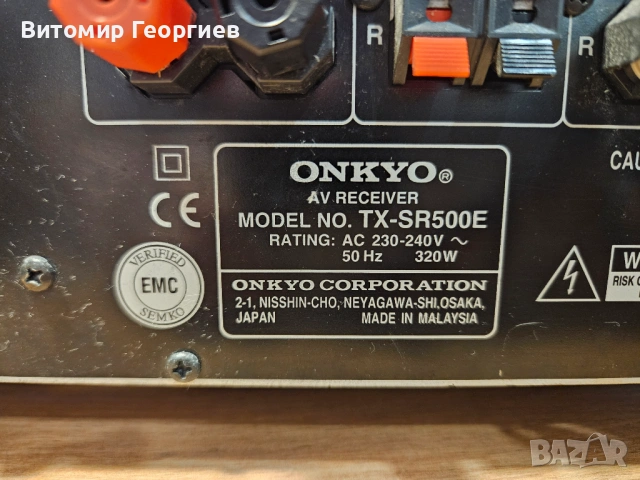 Витомир Георгиев
R
R
ONKYO®
AV RECEIVER
MODEL NO. TX-SR500E
RATING: AC 230-240V ~
50 Hz 320W
ONKYO CORPORATION
2-1, NISSHIN-CHO, NEYAGAWA-SHI, OSAKA,
JAPAN MADE IN MALAYSIA
CE
VERIFIED
EMC
SEMKO
CAU
W
RISK O
BAZAR